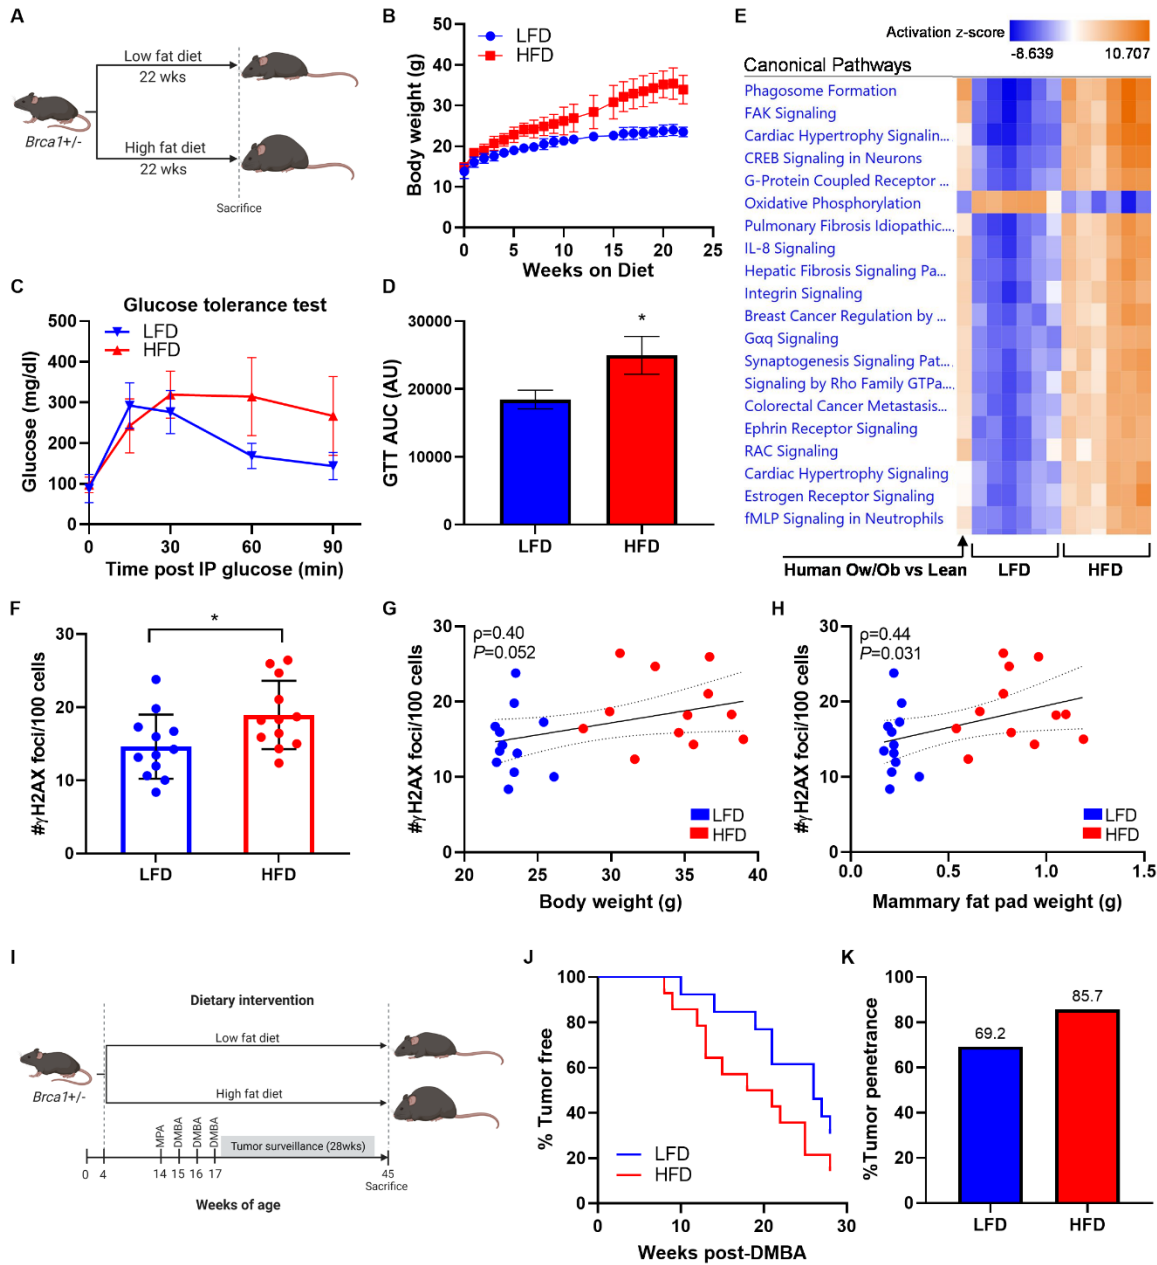 A
Low fat diet
22 wks
Brca1+/-
High fat diet
22 wks
Sacrifice
B
Body weight (g)
50
40
30
20
10
0
LFD
HFD
0 5 10 15 20 25
Weeks on Diet
C
Glucose tolerance test
Glucose (mg/dl)
500
400
300
200
100
0
LFD
HFD
0 30 60 90
Time post IP glucose (min)
D
GTT AUC (AU)
30000
20000
10000
0
*
LFD HFD
E
Activation z-score
-8.639 10.707
Canonical Pathways
Phagosome Formation
FAK Signaling
Cardiac Hypertrophy Signalin...
CREB Signaling in Neurons
G-Protein Coupled Receptor ...
Oxidative Phosphorylation
Pulmonary Fibrosis Idiopathic...
IL-8 Signaling
Hepatic Fibrosis Signaling Pa...
Integrin Signaling
Breast Cancer Regulation by ...
Gαq Signaling
Synaptogenesis Signaling Pat...
Signaling by Rho Family GTPa...
Colorectal Cancer Metastasis...
Ephrin Receptor Signaling
RAC Signaling
Cardiac Hypertrophy Signaling
Estrogen Receptor Signaling
fMLP Signaling in Neutrophils
Human Ow/Ob vs Lean LFD HFD
F
#γH2AX foci/100 cells
30
20
10
0
*
LFD HFD
G
#γH2AX foci/100 cells
30
20
10
0
ρ=0.40
P=0.052
LFD
HFD
20 25 30 35 40
Body weight (g)
H
#γH2AX foci/100 cells
30
20
10
0
ρ=0.44
P=0.031
LFD
HFD
0.0 0.5 1.0 1.5
Mammary fat pad weight (g)
I
Dietary intervention
Low fat diet
Brca1+/-
High fat diet
MPA
DMBA
DMBA
DMBA
Tumor surveillance (28wks)
0 4 14 15 16 17 45
Sacrifice
Weeks of age
J
% Tumor free
100
80
60
40
20
0
LFD
HFD
0 10 20 30
Weeks post-DMBA
K
%Tumor penetrance
100
80
60
40
20
0
69.2
85.7
LFD HFD